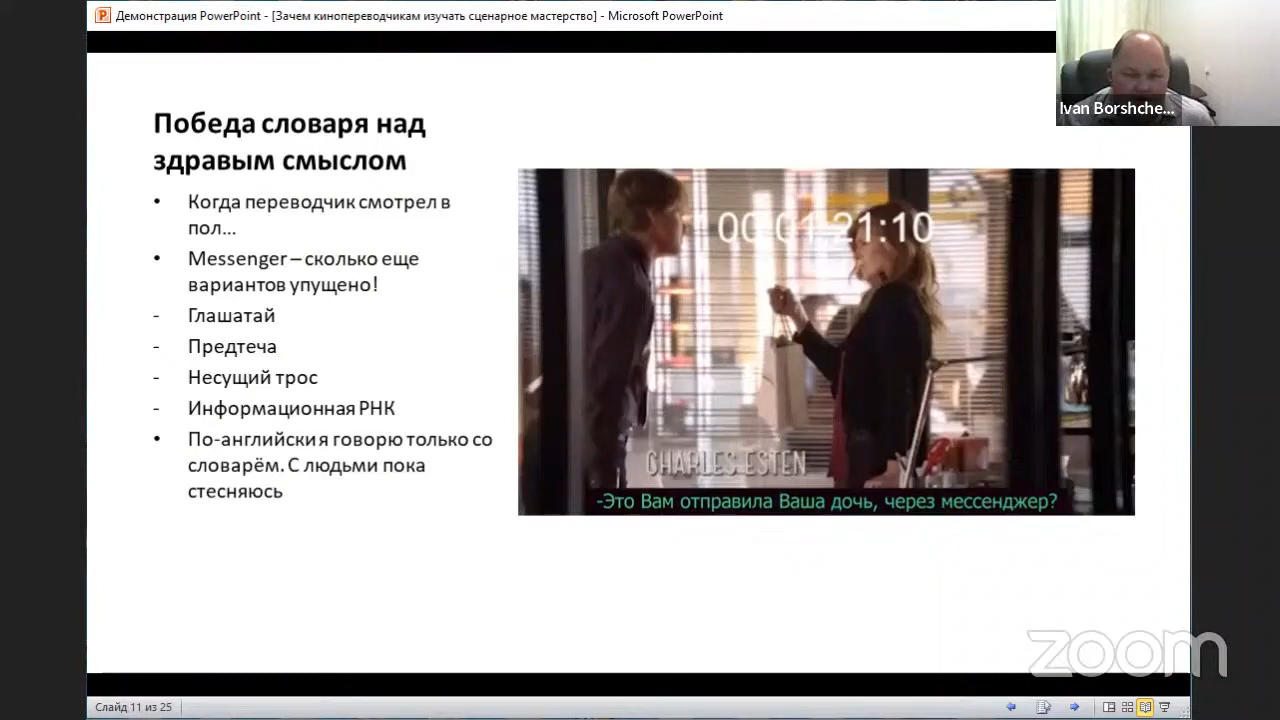 Демонстрация PowerPoint - [Зачем кинопереводчикам изучать сценарное мастерство] - Microsoft PowerPoint
Ivan Borshche...
Победа словаря над
здравым смыслом
• Когда переводчик смотрел в
пол...
• Messenger – сколько еще
вариантов упущено!
- Глашатай
- Предтеча
- Несущий трос
- Информационная РНК
• По-английски я говорю только со
словарём. С людьми пока
стесняюсь
00:01:21:10
CHARLES ESTEN
-Это Вам отправила Ваша дочь, через мессенджер?
zoom
Слайд 11 из 25